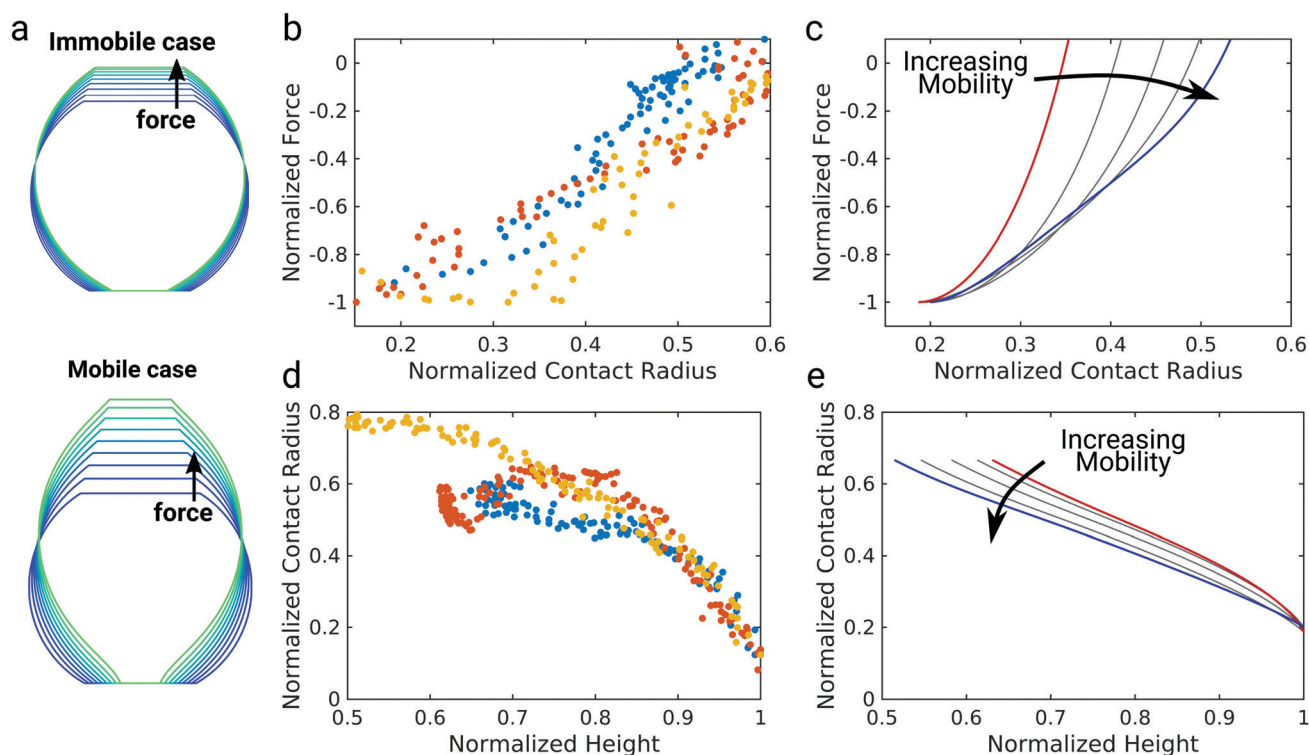 a
Immobile case
force
Mobile case
force
b
Normalized Force
0
-0.2
-0.4
-0.6
-0.8
-1
0.2
0.3
0.4
0.5
0.6
Normalized Contact Radius
c
Increasing
Mobility
Normalized Force
0
-0.2
-0.4
-0.6
-0.8
-1
0.2
0.3
0.4
0.5
0.6
Normalized Contact Radius
d
Normalized Contact Radius
0.8
0.6
0.4
0.2
0
0.5
0.6
0.7
0.8
0.9
1
Normalized Height
e
Increasing
Mobility
Normalized Contact Radius
0.8
0.6
0.4
0.2
0
0.5
0.6
0.7
0.8
0.9
1
Normalized Height